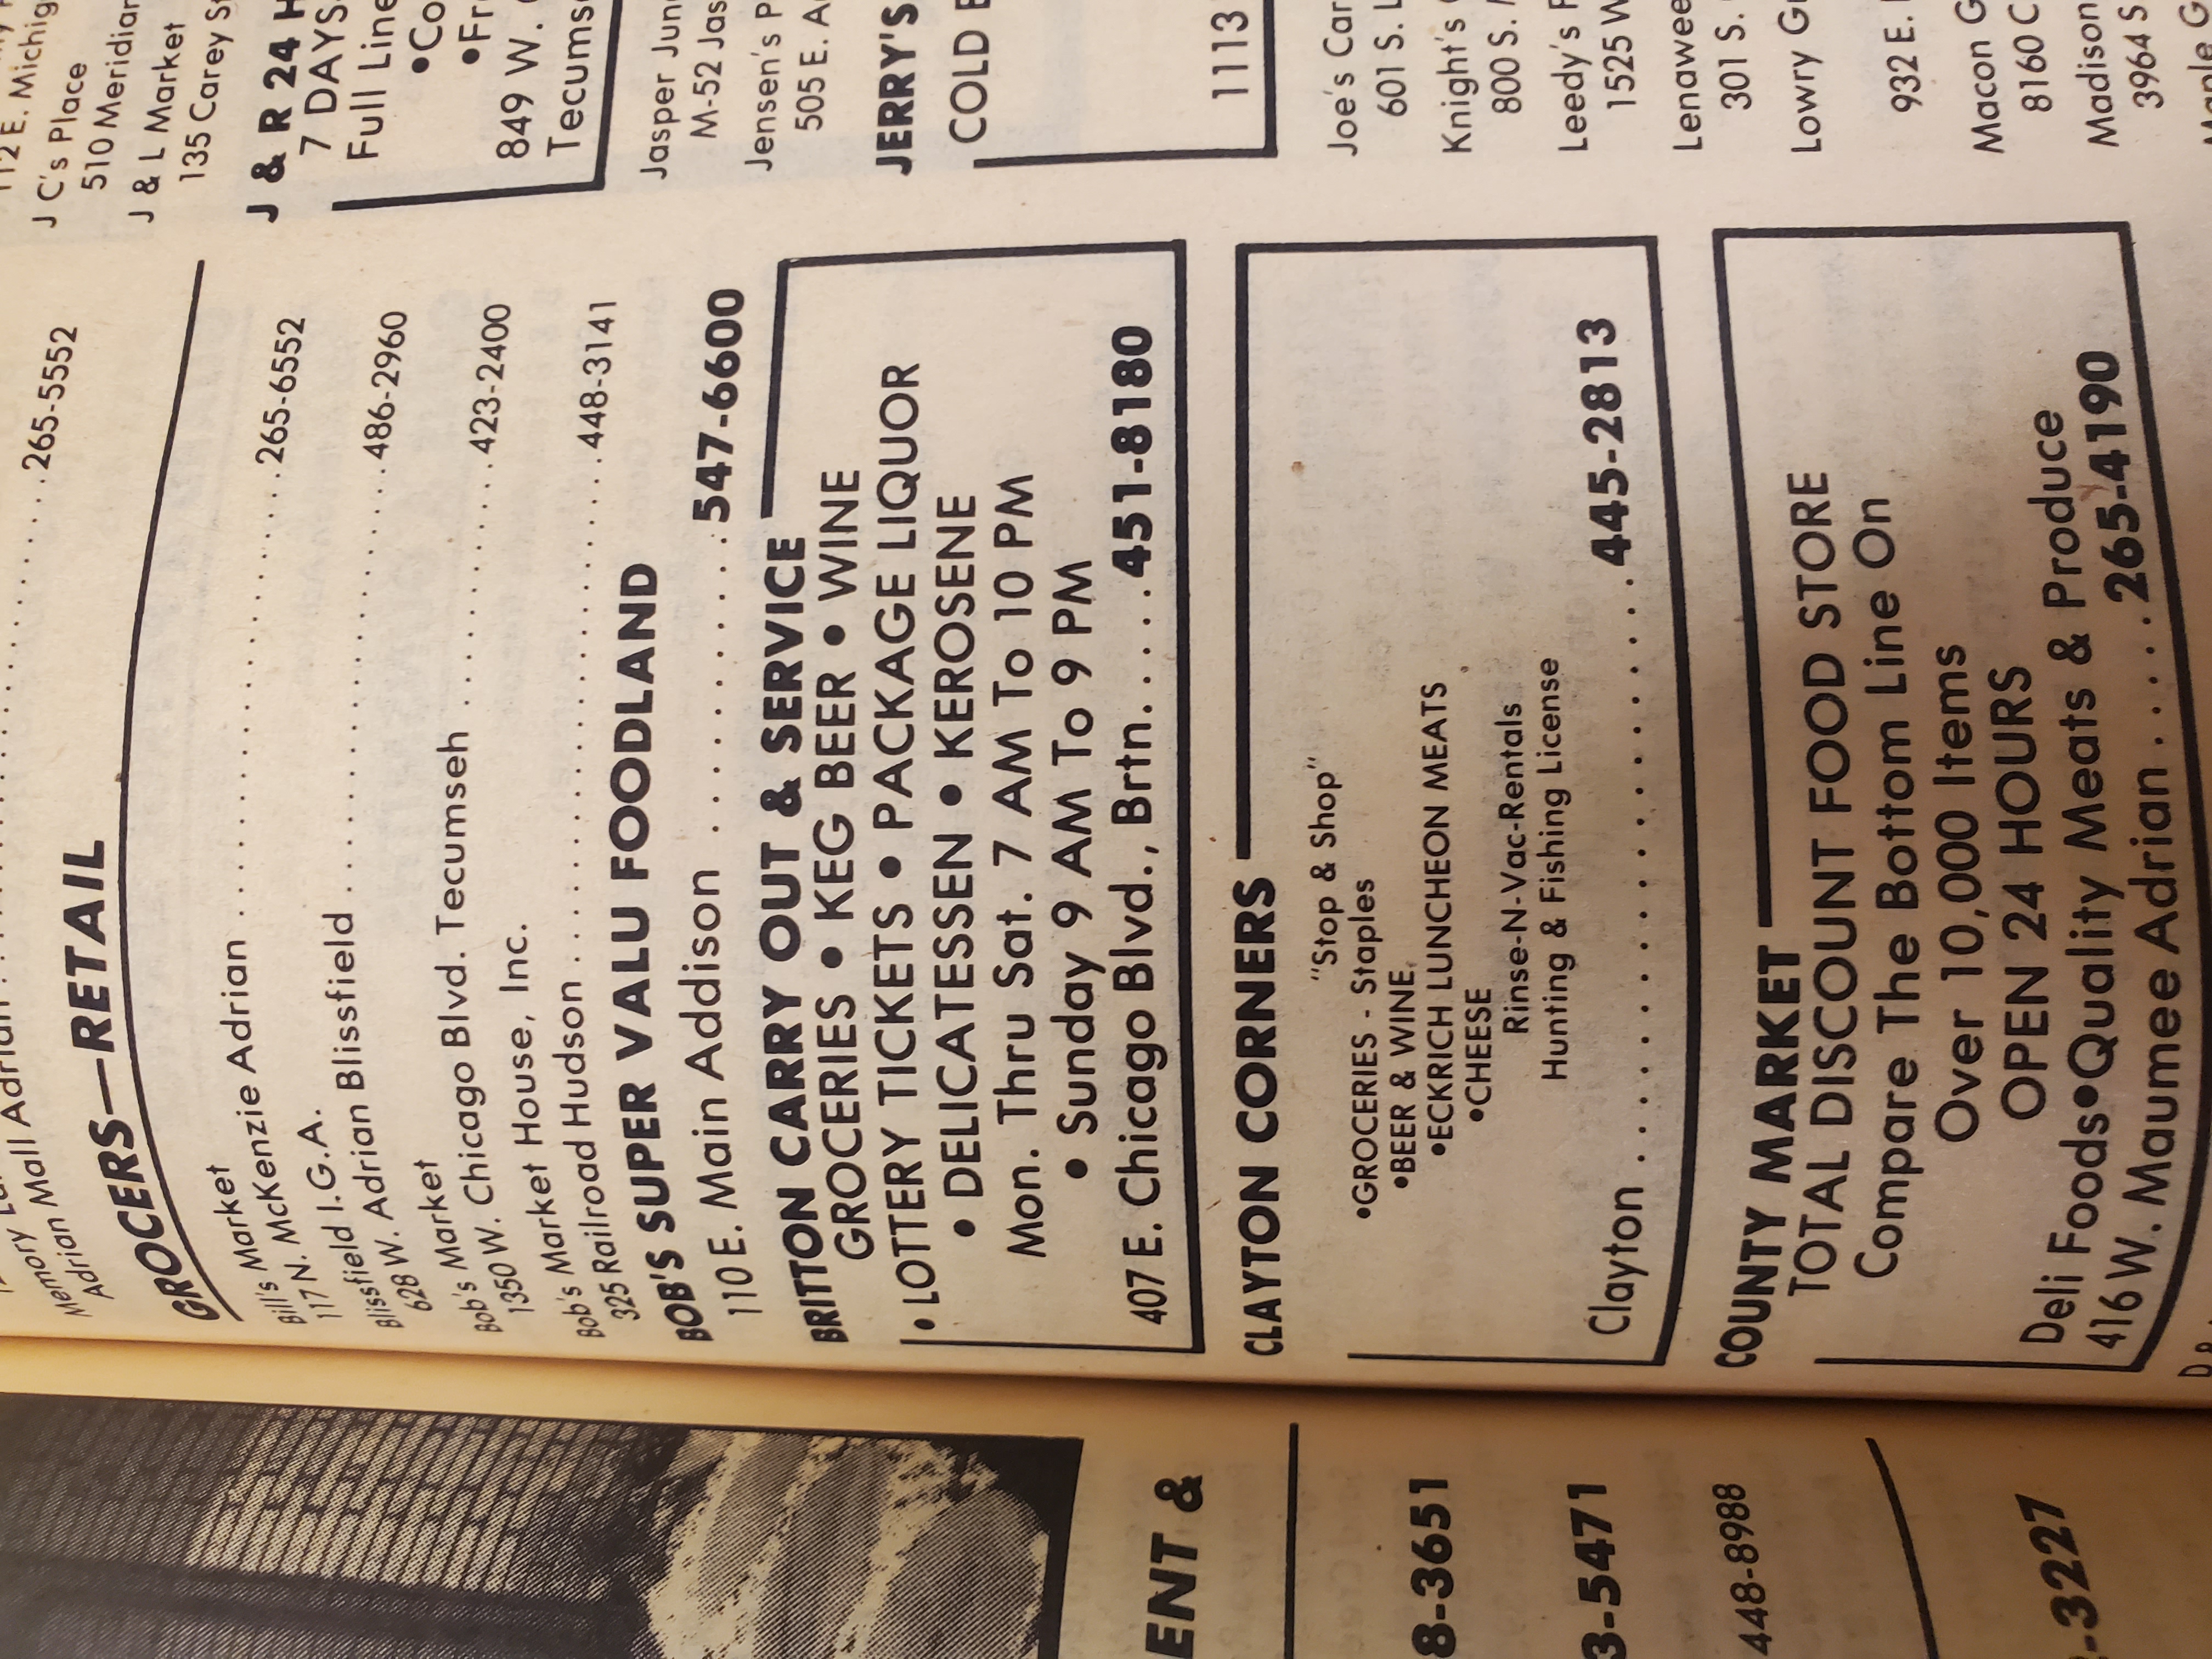 265-5552
Adrian Mall Adrian
GROCERS—RETAIL
Bill's Market
117 N. McKenzie Adrian 265-6552
Blissfield I.G.A.
628 W. Adrian Blissfield 486-2960
Bob's Market
1350 W. Chicago Blvd. Tecumseh 423-2400
Bob's Market House, Inc.
325 Railroad Hudson 448-3141
BOB'S SUPER VALU FOODLAND
110 E. Main Addison 547-6600
BRITTON CARRY OUT & SERVICE
GROCERIES • KEG BEER • WINE
• LOTTERY TICKETS • PACKAGE LIQUOR
• DELICATESSEN • KEROSENE
Mon. Thru Sat. 7 AM To 10 PM
• Sunday 9 AM To 9 PM
407 E. Chicago Blvd., Brtn. 451-8180
CLAYTON CORNERS
"Stop & Shop"
•GROCERIES - Staples
•BEER & WINE
•ECKRICH LUNCHEON MEATS
•CHEESE
Rinse-N-Vac-Rentals
Hunting & Fishing License
Clayton 445-2813
COUNTY MARKET
TOTAL DISCOUNT FOOD STORE
Compare The Bottom Line On
Over 10,000 Items
OPEN 24 HOURS
Deli Foods•Quality Meats & Produce
416 W. Maumee Adrian 265-4190
112 E. Michig
J C's Place
510 Meridian
J & L Market
135 Carey S
J & R 24 H
7 DAYS
Full Line
•Co
•Fr
849 W.
Tecums
Jasper Jun
M-52 Jas
Jensen's P
505 E. A
JERRY'S
COLD
1113
Joe's Car
601 S. L
Knight's
800 S.
Leedy's F
1525 W
Lenawee
301 S.
Lowry G
932 E.
Macon G
8160 C
Madison
3964 S
ENT &
8-3651
3-5471
448-8988
-3227